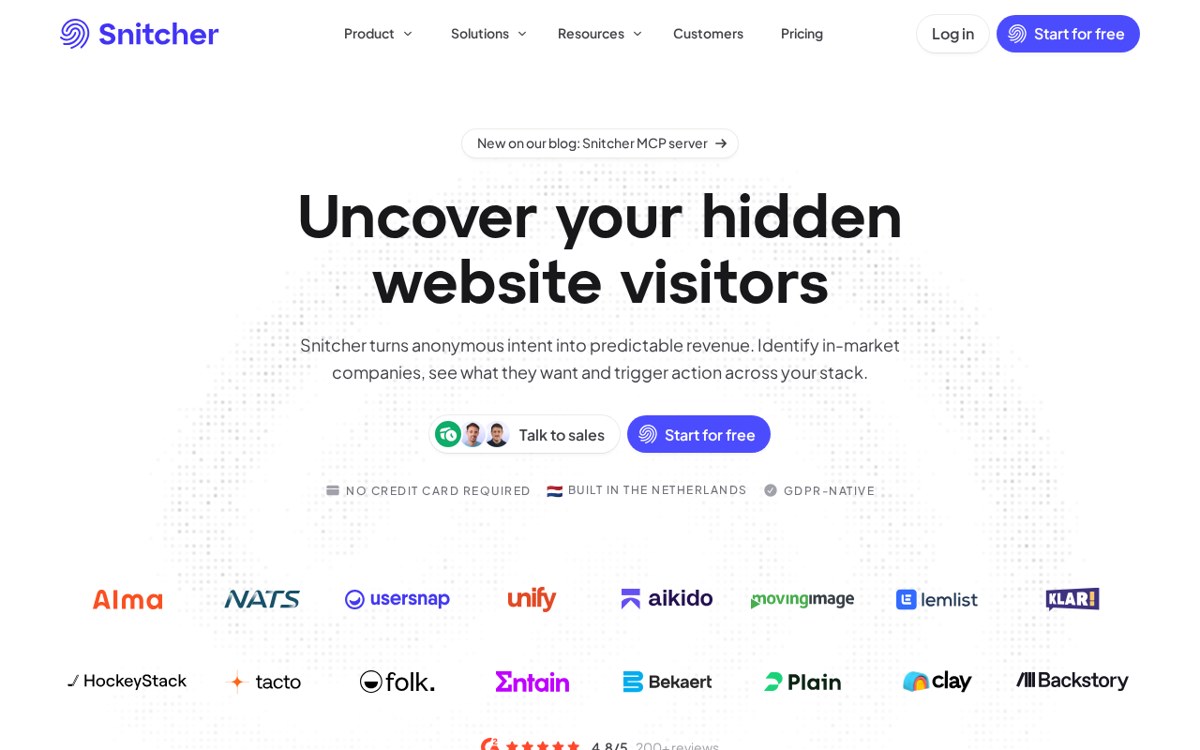 Snitcher
Product
Solutions
Resources
Customers
Pricing
Log in
Start for free
New on our blog: Snitcher MCP server
Uncover your hidden
website visitors
Snitcher turns anonymous intent into predictable revenue. Identify in-market
companies, see what they want and trigger action across your stack.
Talk to sales
Start for free
NO CREDIT CARD REQUIRED
BUILT IN THE NETHERLANDS
GDPR-NATIVE
Alma
NATS
usersnap
unify
aikido
movingimage
lemlist
KLAR!
HockeyStack
tacto
folk.
Entain
Bekaert
Plain
clay
Backstory
4.8/5 200+ reviews